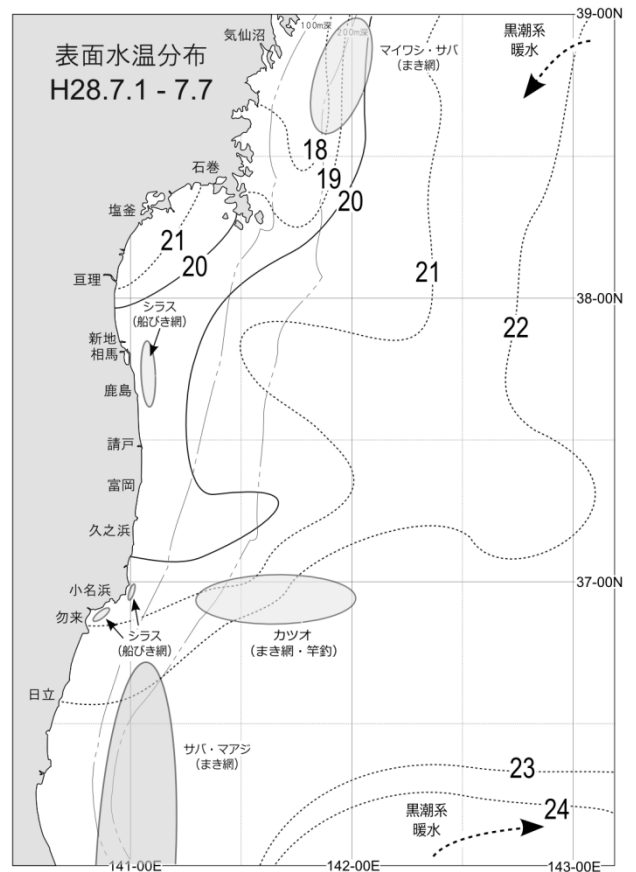 表面水温分布
H28.7.1 - 7.7
気仙沼
100m深
200m深
マイワシ・サバ
(まき網)
黒潮系
暖水
39-00N
石巻
塩釜
亘理
18
19
20
21
20
21
22
38-00N
シラス
(船びき網)
新地
相馬
鹿島
請戸
富岡
久之浜
37-00N
小名浜
勿来
シラス
(船びき網)
カツオ
(まき網・竿釣)
日立
サバ・マアジ
(まき網)
23
24
黒潮系
暖水
141-00E
142-00E
143-00E